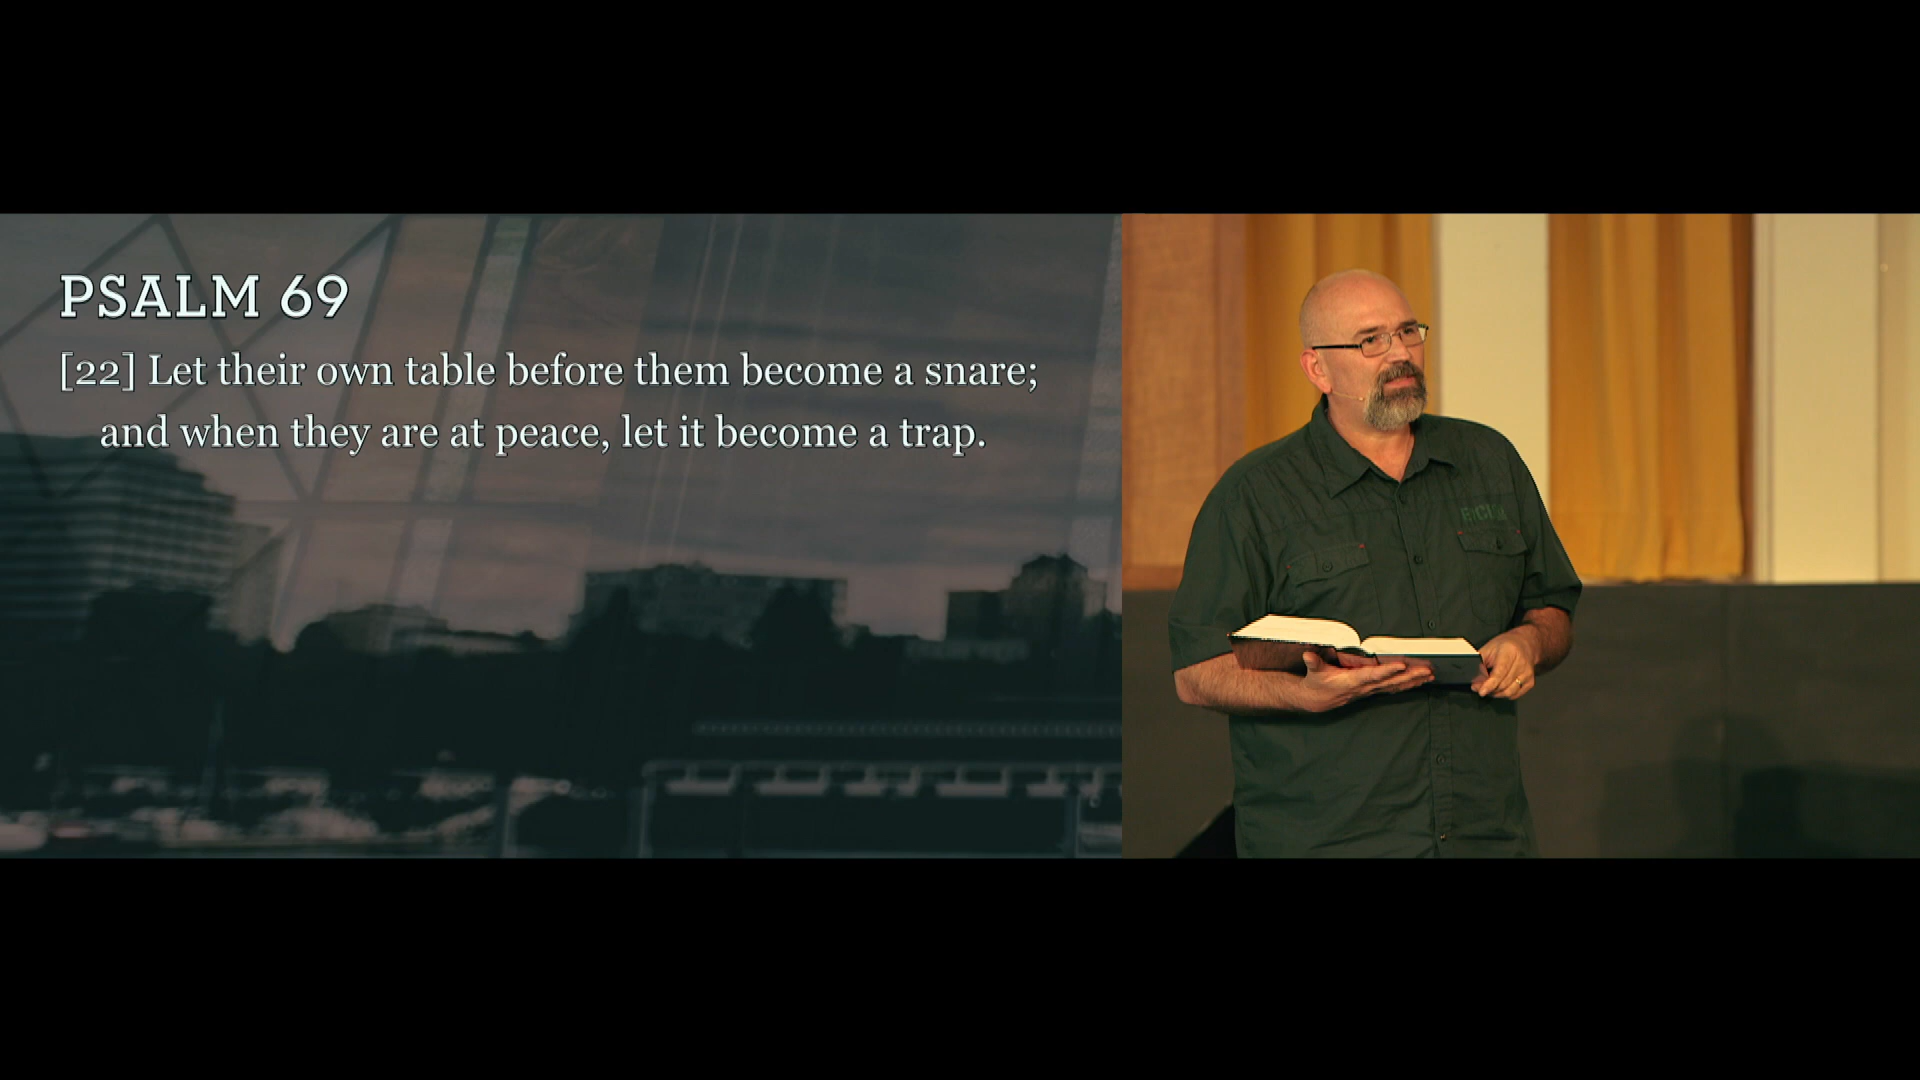 PSALM 69
[22] Let their own table before them become a snare;
and when they are at peace, let it become a trap.